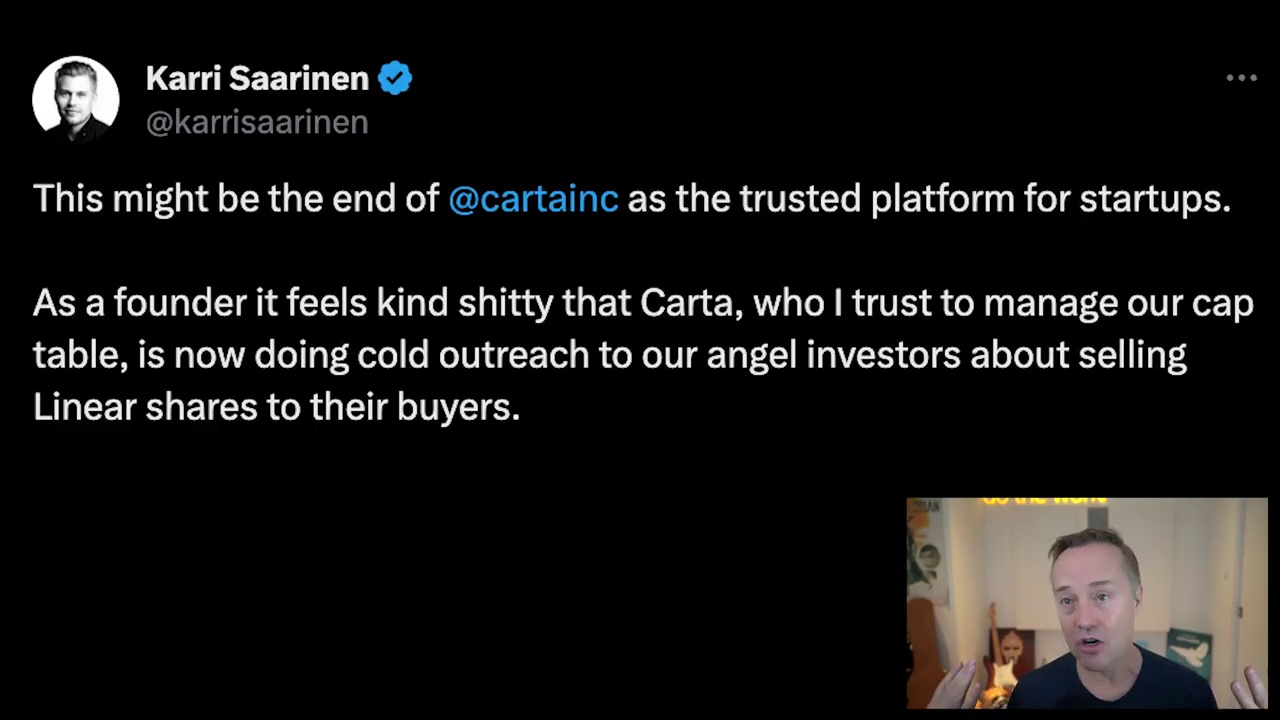 Karri Saarinen
@karrisaarinen
This might be the end of @cartainc as the trusted platform for startups.
As a founder it feels kind shitty that Carta, who I trust to manage our cap
table, is now doing cold outreach to our angel investors about selling
Linear shares to their buyers.